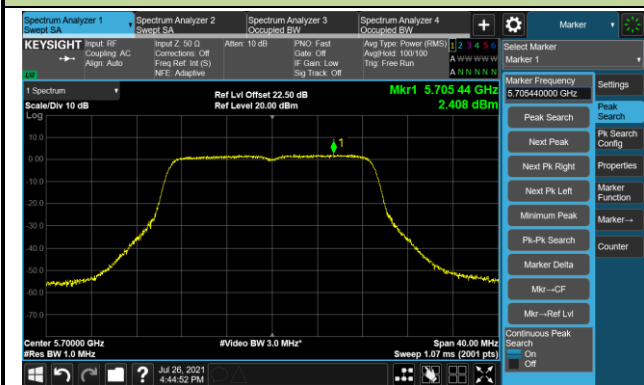 Spectrum Analyzer 1
Swept SA
Spectrum Analyzer 2
Swept SA
Spectrum Analyzer 3
Occupied BW
Spectrum Analyzer 4
Occupied BW
+
Marker
KEYSIGHT
Input: RF
Coupling: AC
Align: Auto
Input Z: 50 Ω
Corrections: Off
Freq Ref: Int (S)
NFE: Adaptive
Atten: 10 dB
PNO: Fast
Gate: Off
IF Gain: Low
Sig Track: Off
Avg Type: Power (RMS)
Avg|Hold: 100/100
Trig: Free Run
1 2 3 4 5 6
A W W W W W
A N N N N N
Select Marker
Marker 1
Marker Frequency
5.705440000 GHz
Settings
Peak Search
Peak
Search
Next Peak
Pk Search
Config
Next Pk Right
Properties
Next Pk Left
Marker
Function
Minimum Peak
Marker→
Pk-Pk Search
Counter
Marker Delta
Mkr→CF
Mkr→Ref Lvl
Continuous Peak
Search
On
Off
1 Spectrum
Scale/Div 10 dB
Log
Ref Lvl Offset 22.50 dB
Ref Level 20.00 dBm
Mkr1 5.705 44 GHz
2.408 dBm
1
10.0
0.00
-10.0
-20.0
-30.0
-40.0
-50.0
-60.0
-70.0
Center 5.70000 GHz
#Res BW 1.0 MHz
#Video BW 3.0 MHz*
Span 40.00 MHz
Sweep 1.07 ms (2001 pts)
?
Jul 26, 2021
4:44:52 PM